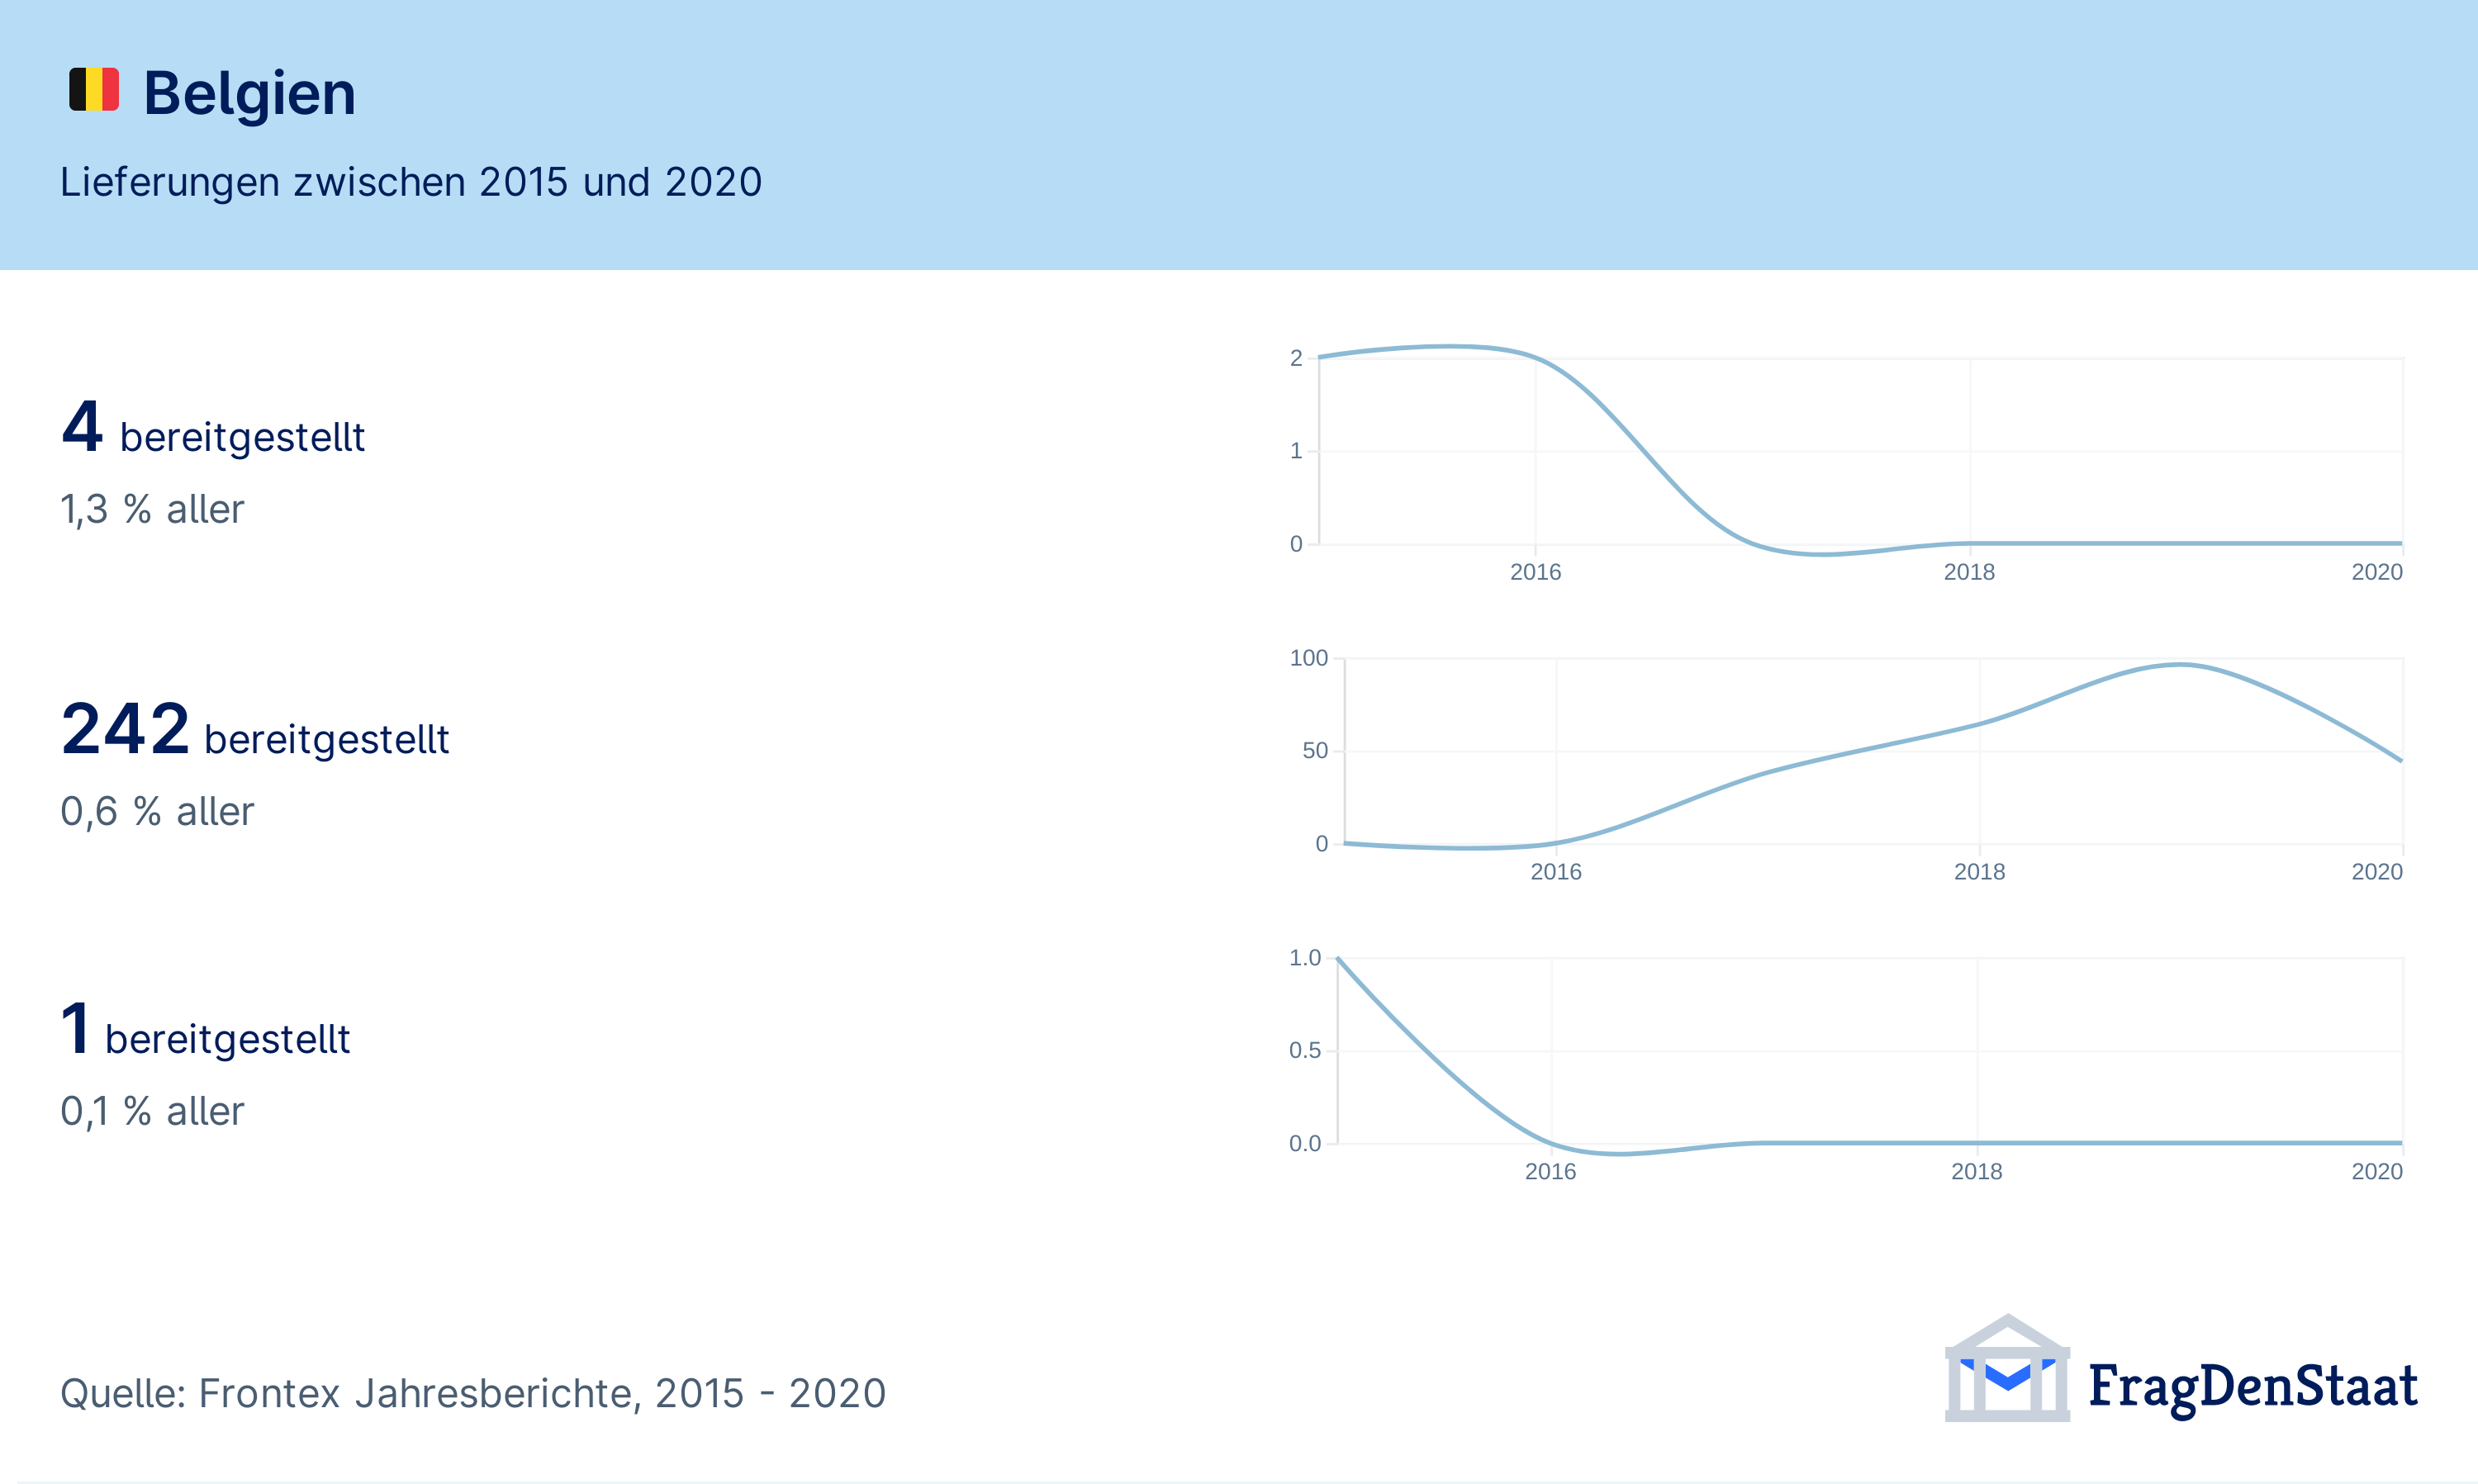 Belgien
Lieferungen zwischen 2015 und 2020
4 bereitgestellt
1,3 % aller
2
1
0
2016 2018 2020
242 bereitgestellt
0,6 % aller
100
50
0
2016 2018 2020
1 bereitgestellt
0,1 % aller
1.0
0.5
0.0
2016 2018 2020
Quelle: Frontex Jahresberichte, 2015 - 2020
FragDenStaat